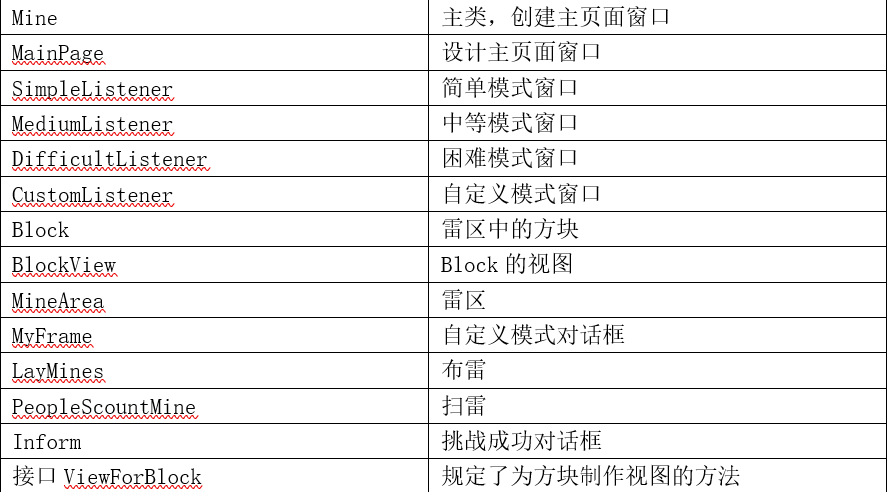 Mine 主类，创建主页面窗口
MainPage 设计主页面窗口
SimpleListener 简单模式窗口
MediumListener 中等模式窗口
DifficultListener 困难模式窗口
CustomListener 自定义模式窗口
Block 雷区中的方块
BlockView Block 的视图
MineArea 雷区
MyFrame 自定义模式对话框
LayMines 布雷
PeopleScountMine 扫雷
Inform 挑战成功对话框
接口 ViewForBlock 规定了为方块制作视图的方法